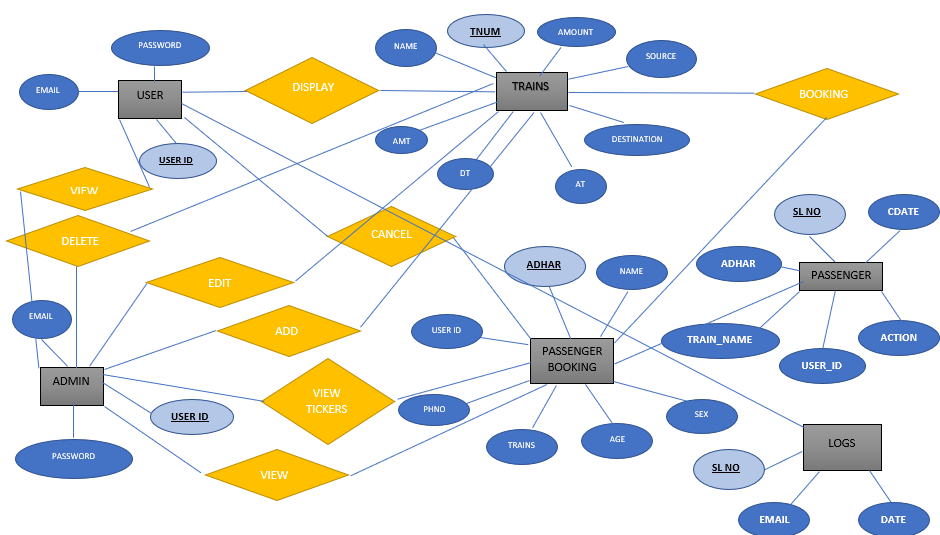 TNUM
AMOUNT
NAME
PASSWORD
SOURCE
EMAIL
USER
DISPLAY
TRAINS
BOOKING
AMT
DESTINATION
USER ID
DT
AT
VIEW
SL NO
CDATE
DELETE
CANCEL
ADHAR
NAME
ADHAR
PASSENGER
EDIT
EMAIL
ADD
USER ID
TRAIN_NAME
ACTION
PASSENGER
BOOKING
USER_ID
ADMIN
VIEW
TICKERS
USER ID
PHNO
SEX
TRAINS
AGE
LOGS
PASSWORD
VIEW
SL NO
EMAIL
DATE